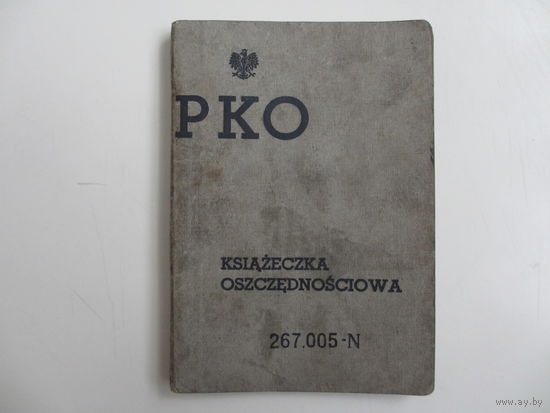 PKO
KSIĄŻECZKA
OSZCZĘDNOŚCIOWA
267.005-N
www.ay.by